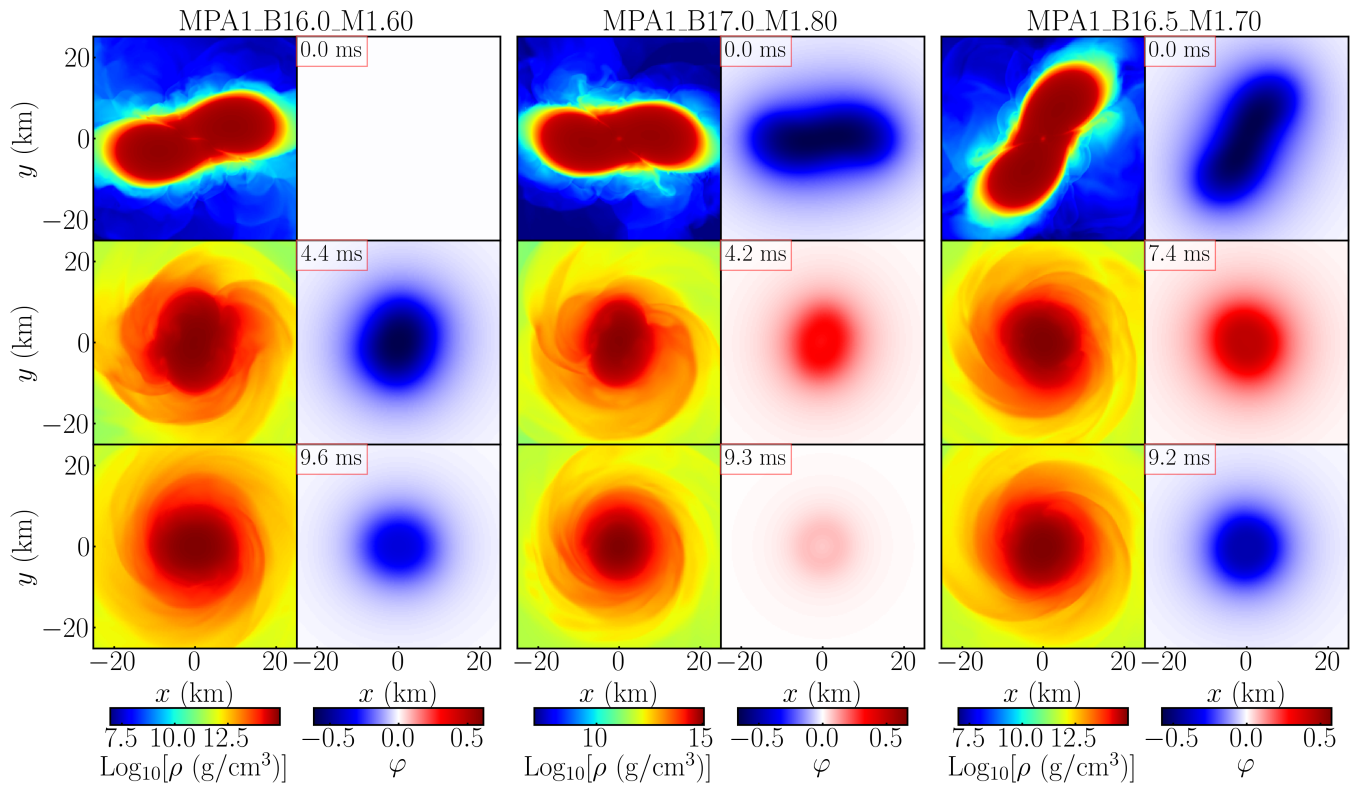 MPA1_B16.0_M1.60 MPA1_B17.0_M1.80 MPA1_B16.5_M1.70
0.0 ms 0.0 ms 0.0 ms
20
0
−20
y (km)
4.4 ms 4.2 ms 7.4 ms
20
0
−20
y (km)
9.6 ms 9.3 ms 9.2 ms
20
0
−20
y (km)
−20 0 20 −20 0 20 −20 0 20 −20 0 20 −20 0 20 −20 0 20
x (km) x (km) x (km) x (km) x (km) x (km)
7.5 10.0 12.5 −0.5 0.0 0.5 10 15 −0.5 0.0 0.5 7.5 10.0 12.5 −0.5 0.0 0.5
Log₁₀[ρ (g/cm³)] φ Log₁₀[ρ (g/cm³)] φ Log₁₀[ρ (g/cm³)] φ